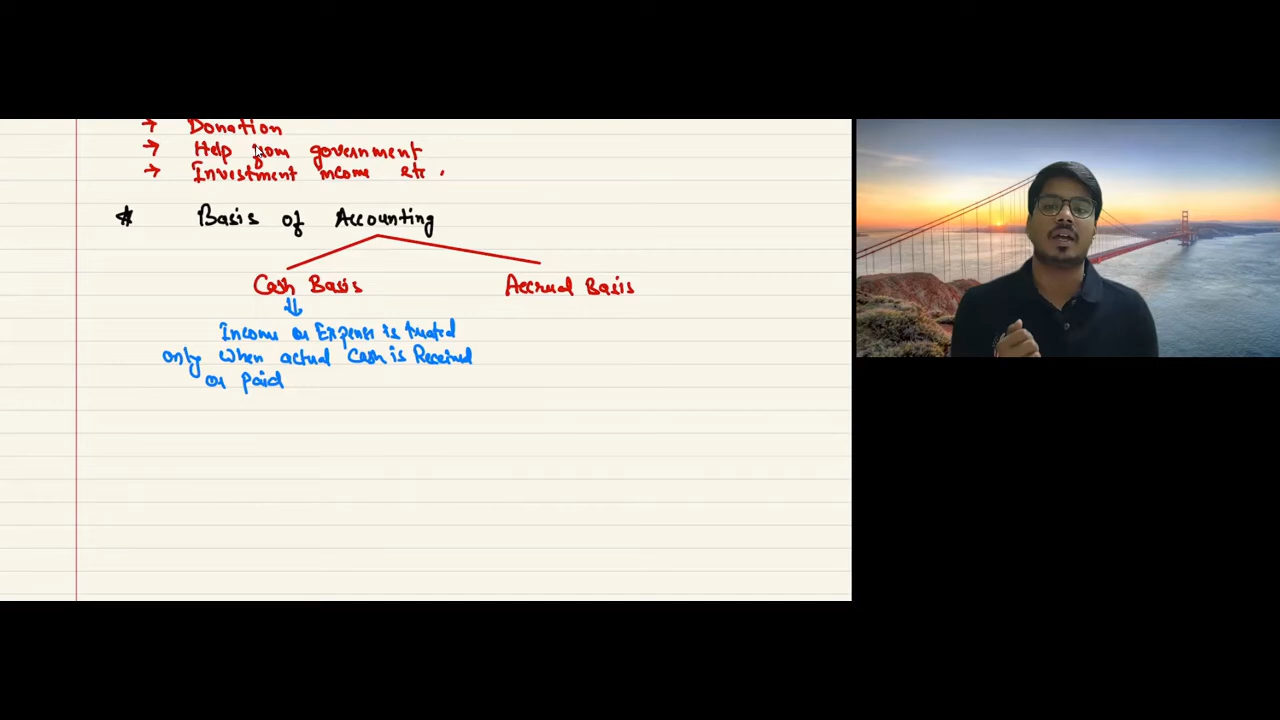 → Donation
→ Help from government
→ Investment income etc.
* Basis of Accounting
Cash Basis Accrual Basis
⇓
Income or Expense is treated
only when actual Cash is Received
or paid